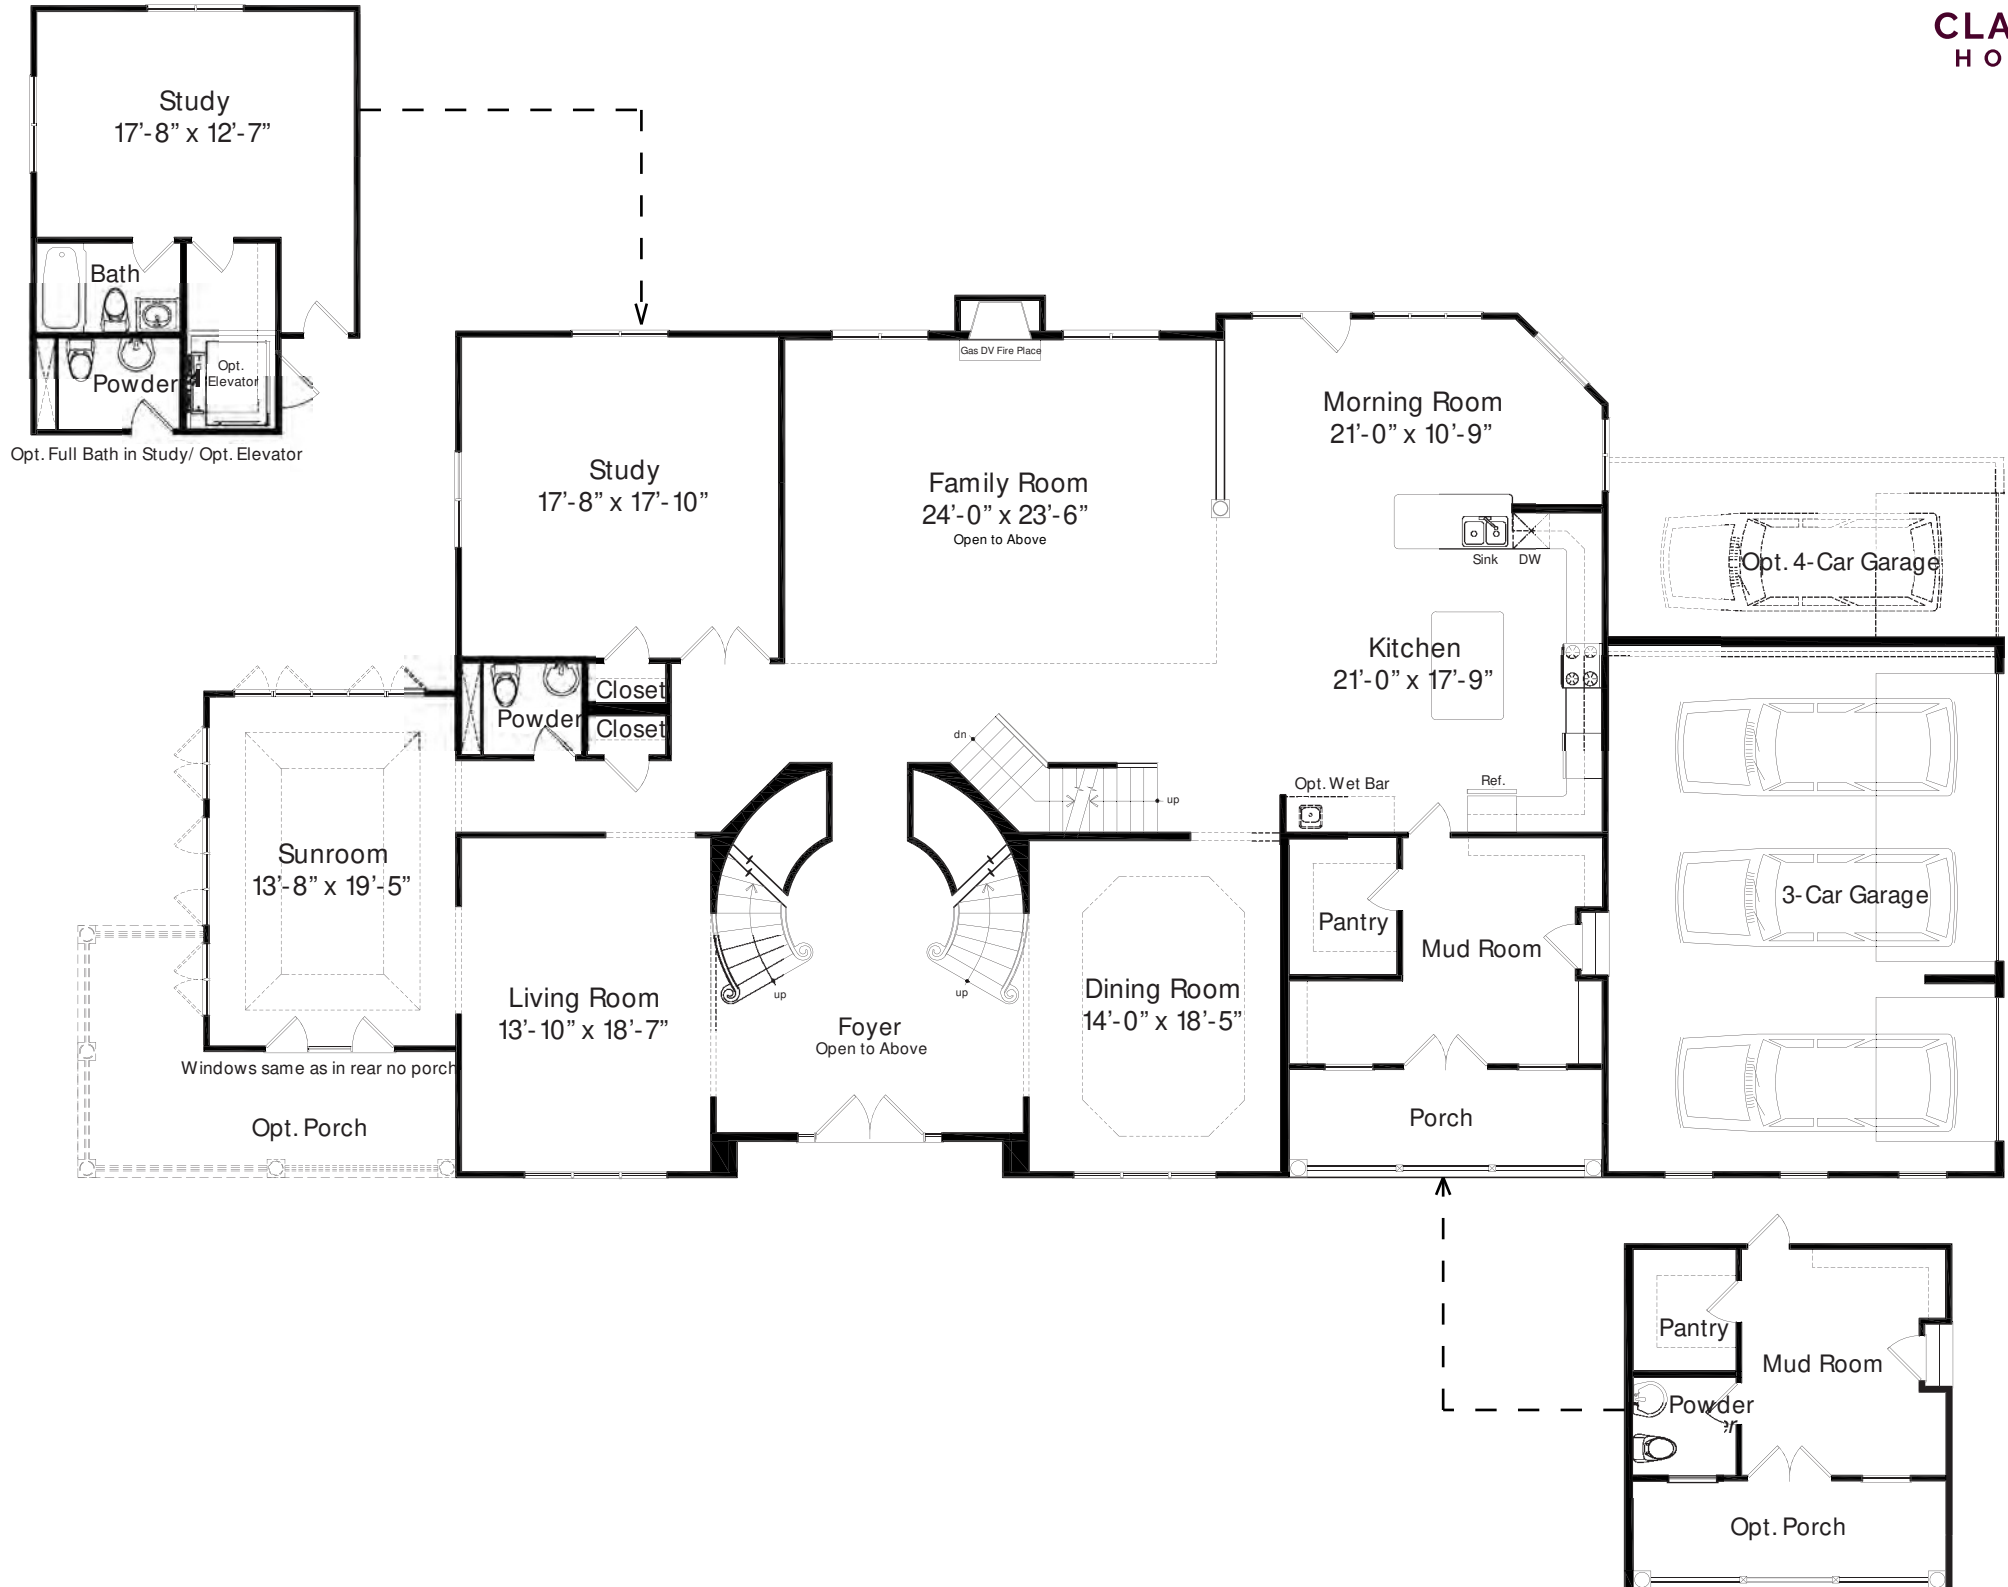 CLA
HO
Study
17'-8" x 12'-7"
Bath
Powder
Opt.
Elevator
Opt. Full Bath in Study/ Opt. Elevator
Gas DV Fire Place
Morning Room
21'-0" x 10'-9"
Study
17'-8" x 17'-10"
Family Room
24'-0" x 23'-6"
Open to Above
Sink
DW
Opt. 4-Car Garage
Kitchen
21'-0" x 17'-9"
Closet
Powder
Closet
dn
up
Opt. Wet Bar
Ref.
Sunroom
13'-8" x 19'-5"
3-Car Garage
Pantry
Mud Room
Living Room
13'-10" x 18'-7"
up
up
Dining Room
14'-0" x 18'-5"
Foyer
Open to Above
Windows same as in rear no porch
Opt. Porch
Porch
Pantry
Mud Room
Powder
er
Opt. Porch